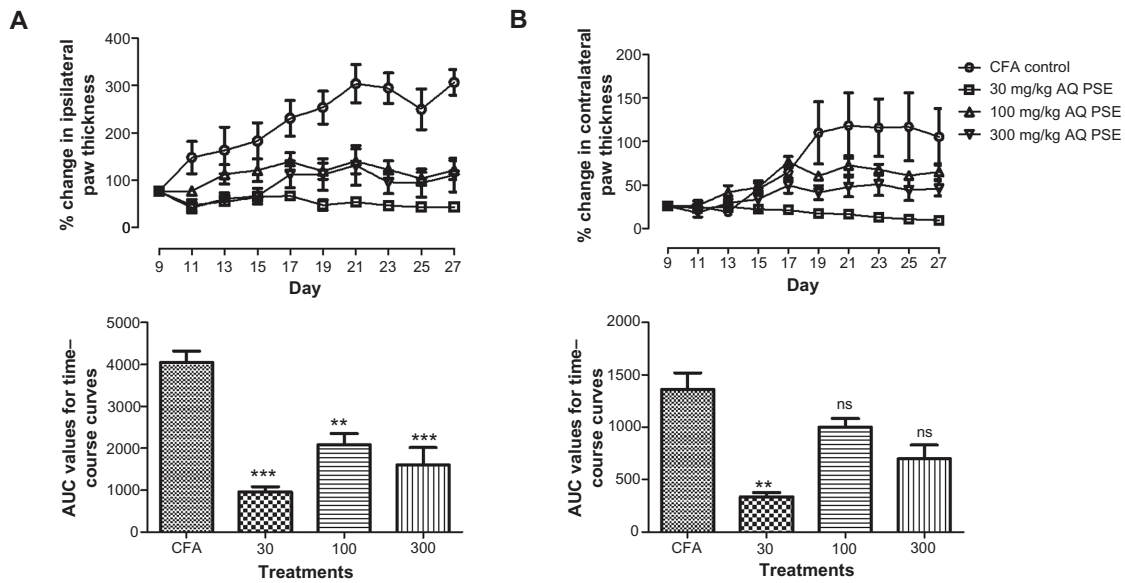 A
% change in ipsilateral
paw thickness
400
300
200
100
0
9 11 13 15 17 19 21 23 25 27
Day
B
% change in contralateral
paw thickness
200
150
100
50
0
9 11 13 15 17 19 21 23 25 27
Day
CFA control
30 mg/kg AQ PSE
100 mg/kg AQ PSE
300 mg/kg AQ PSE
AUC values for time–
course curves
5000
4000
3000
2000
1000
0
***
**
***
CFA 30 100 300
Treatments
AUC values for time–
course curves
2000
1500
1000
500
0
**
ns
ns
CFA 30 100 300
Treatments